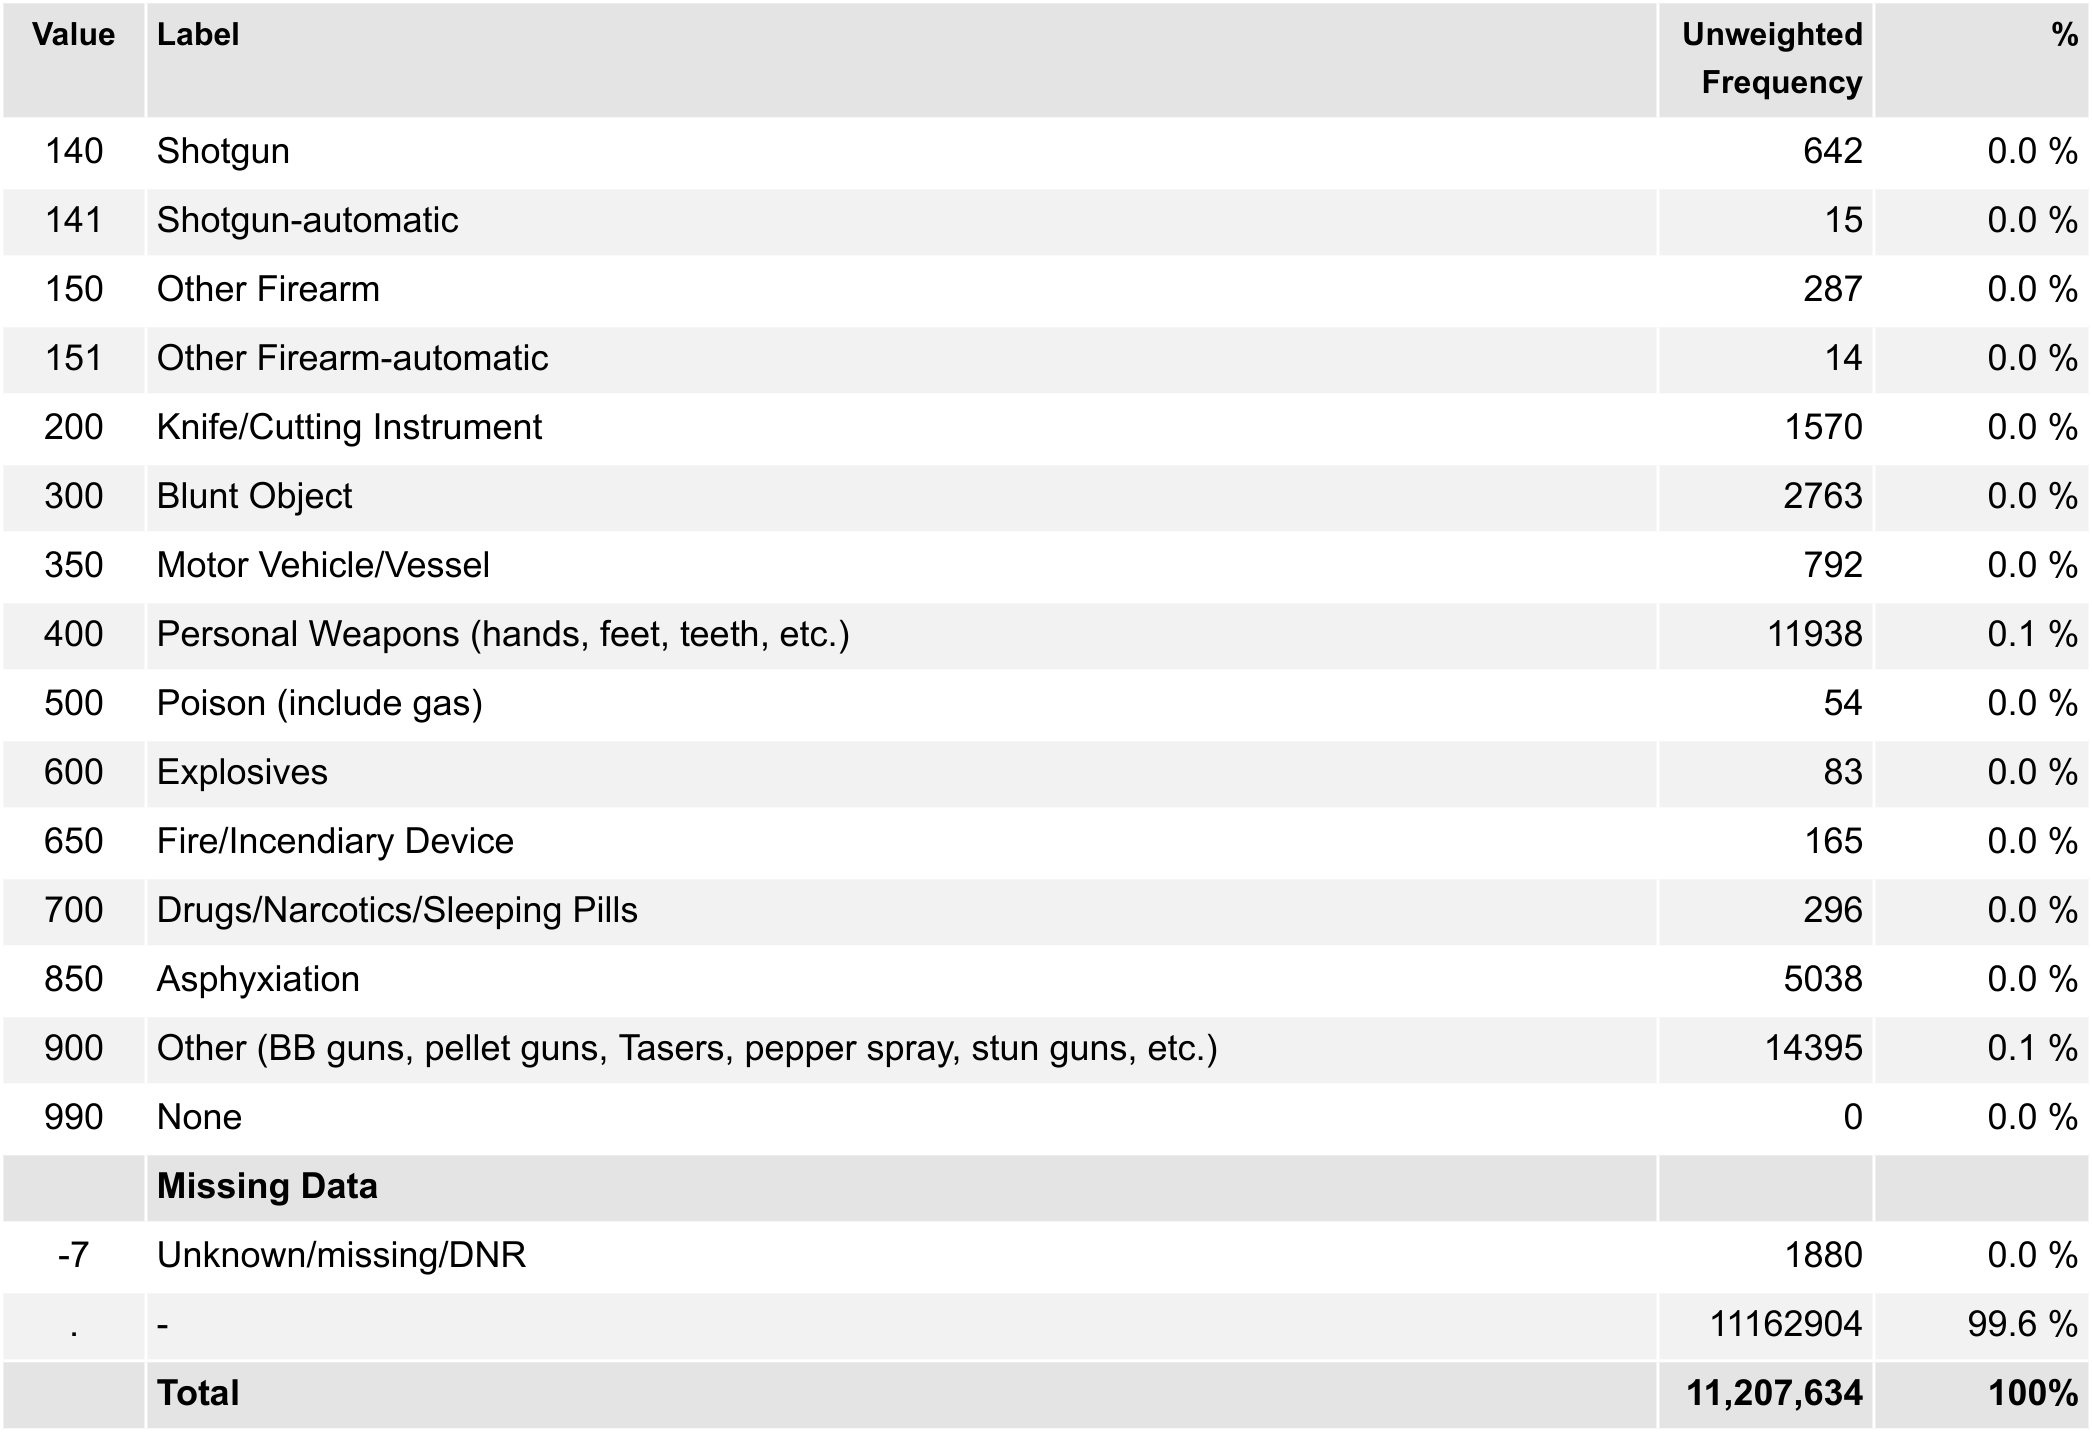 Value Label Unweighted Frequency %
140 Shotgun 642 0.0 %
141 Shotgun-automatic 15 0.0 %
150 Other Firearm 287 0.0 %
151 Other Firearm-automatic 14 0.0 %
200 Knife/Cutting Instrument 1570 0.0 %
300 Blunt Object 2763 0.0 %
350 Motor Vehicle/Vessel 792 0.0 %
400 Personal Weapons (hands, feet, teeth, etc.) 11938 0.1 %
500 Poison (include gas) 54 0.0 %
600 Explosives 83 0.0 %
650 Fire/Incendiary Device 165 0.0 %
700 Drugs/Narcotics/Sleeping Pills 296 0.0 %
850 Asphyxiation 5038 0.0 %
900 Other (BB guns, pellet guns, Tasers, pepper spray, stun guns, etc.) 14395 0.1 %
990 None 0 0.0 %
Missing Data
-7 Unknown/missing/DNR 1880 0.0 %
. - 11162904 99.6 %
Total 11,207,634 100%